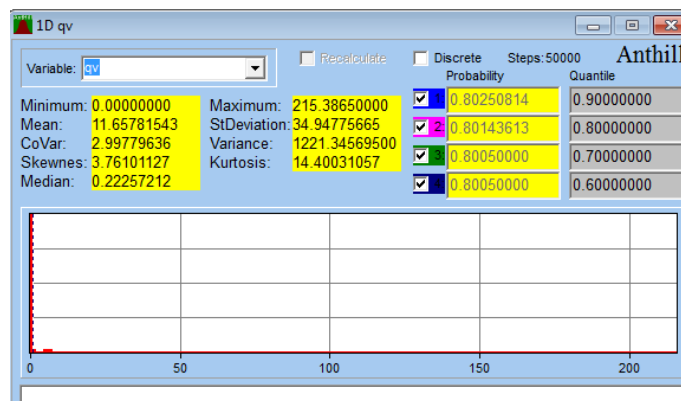 1D qv
Variable: qv
Recalculate
Discrete Steps:50000 Anthill
Probability Quantile
Minimum: 0.00000000 Maximum: 215.38650000
Mean: 11.65781543 StDeviation: 34.94775665
CoVar: 2.99779636 Variance: 1221.34569500
Skewnes: 3.76101127 Kurtosis: 14.40031057
Median: 0.22257212
1: 0.80250814 0.90000000
2: 0.80143613 0.80000000
3: 0.80050000 0.70000000
0.80050000 0.60000000
0 50 100 150 200